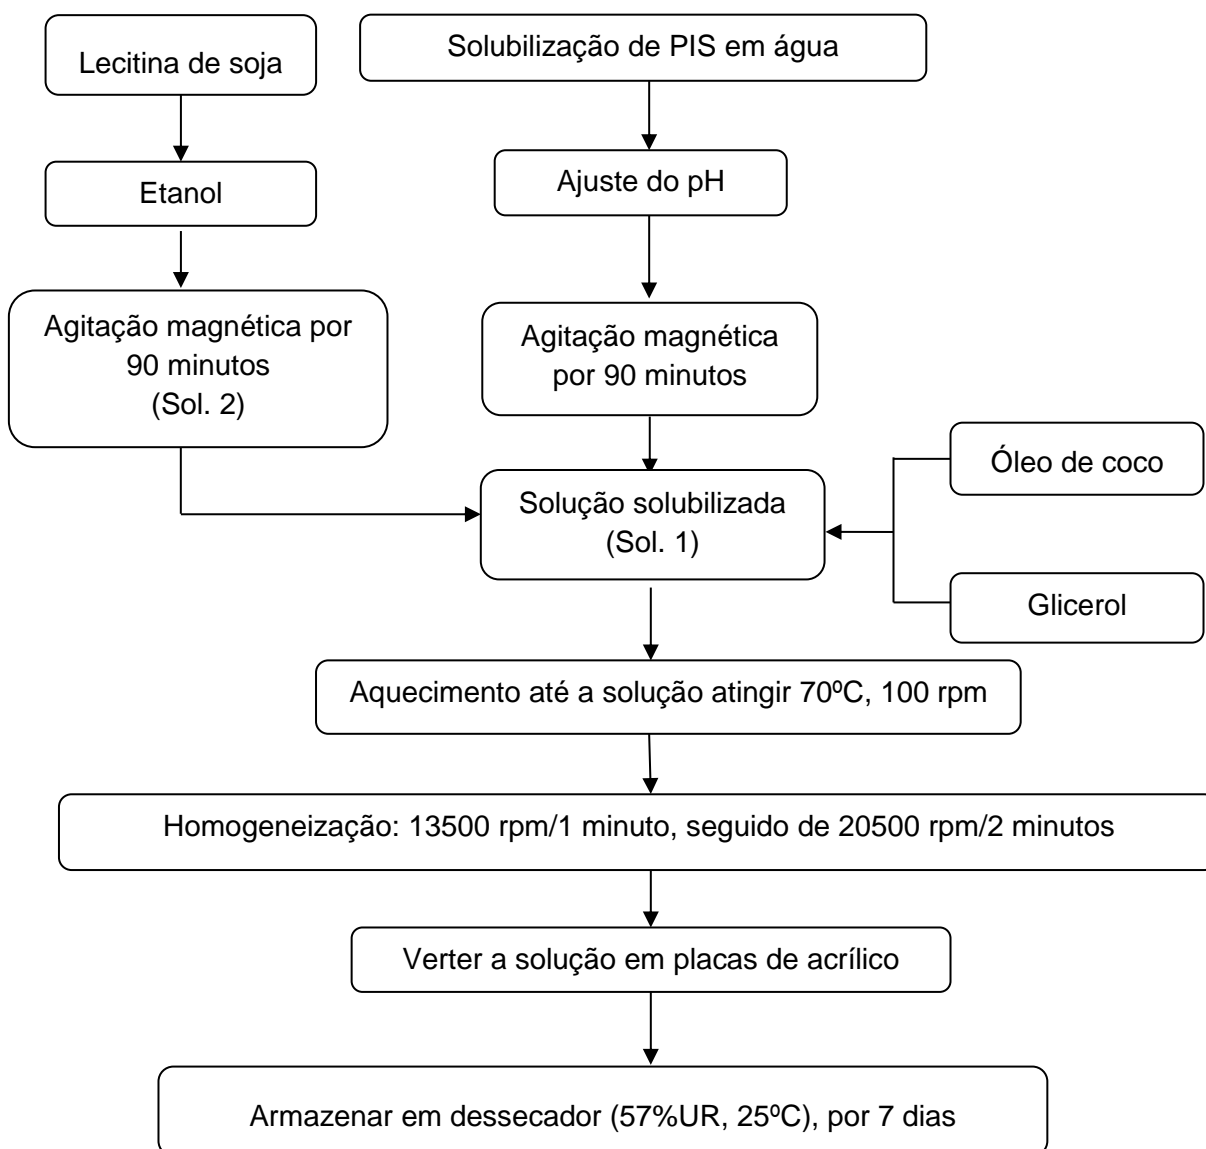 Lecitina de soja
Solubilização de PIS em água
Etanol
Ajuste do pH
Agitação magnética por
90 minutos
(Sol. 2)
Agitação magnética
por 90 minutos
Solução solubilizada
(Sol. 1)
Óleo de coco
Glicerol
Aquecimento até a solução atingir 70ºC, 100 rpm
Homogeneização: 13500 rpm/1 minuto, seguido de 20500 rpm/2 minutos
Verter a solução em placas de acrílico
Armazenar em dessecador (57%UR, 25ºC), por 7 dias